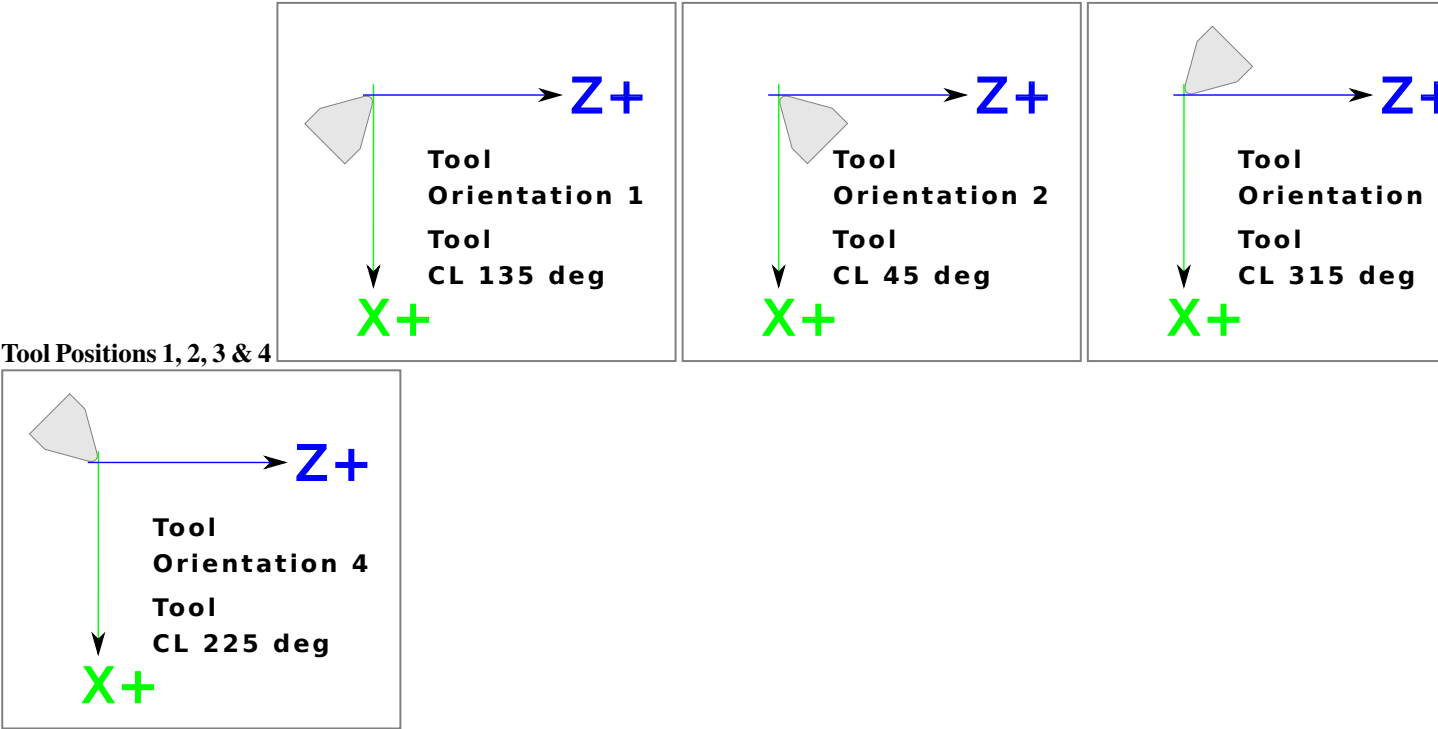 Z+
Tool
Orientation 1
Tool
CL 135 deg
X+
Z+
Tool
Orientation 2
Tool
CL 45 deg
X+
Z+
Tool
Orientation
Tool
CL 315 deg
X+
Tool Positions 1, 2, 3 & 4
Z+
Tool
Orientation 4
Tool
CL 225 deg
X+